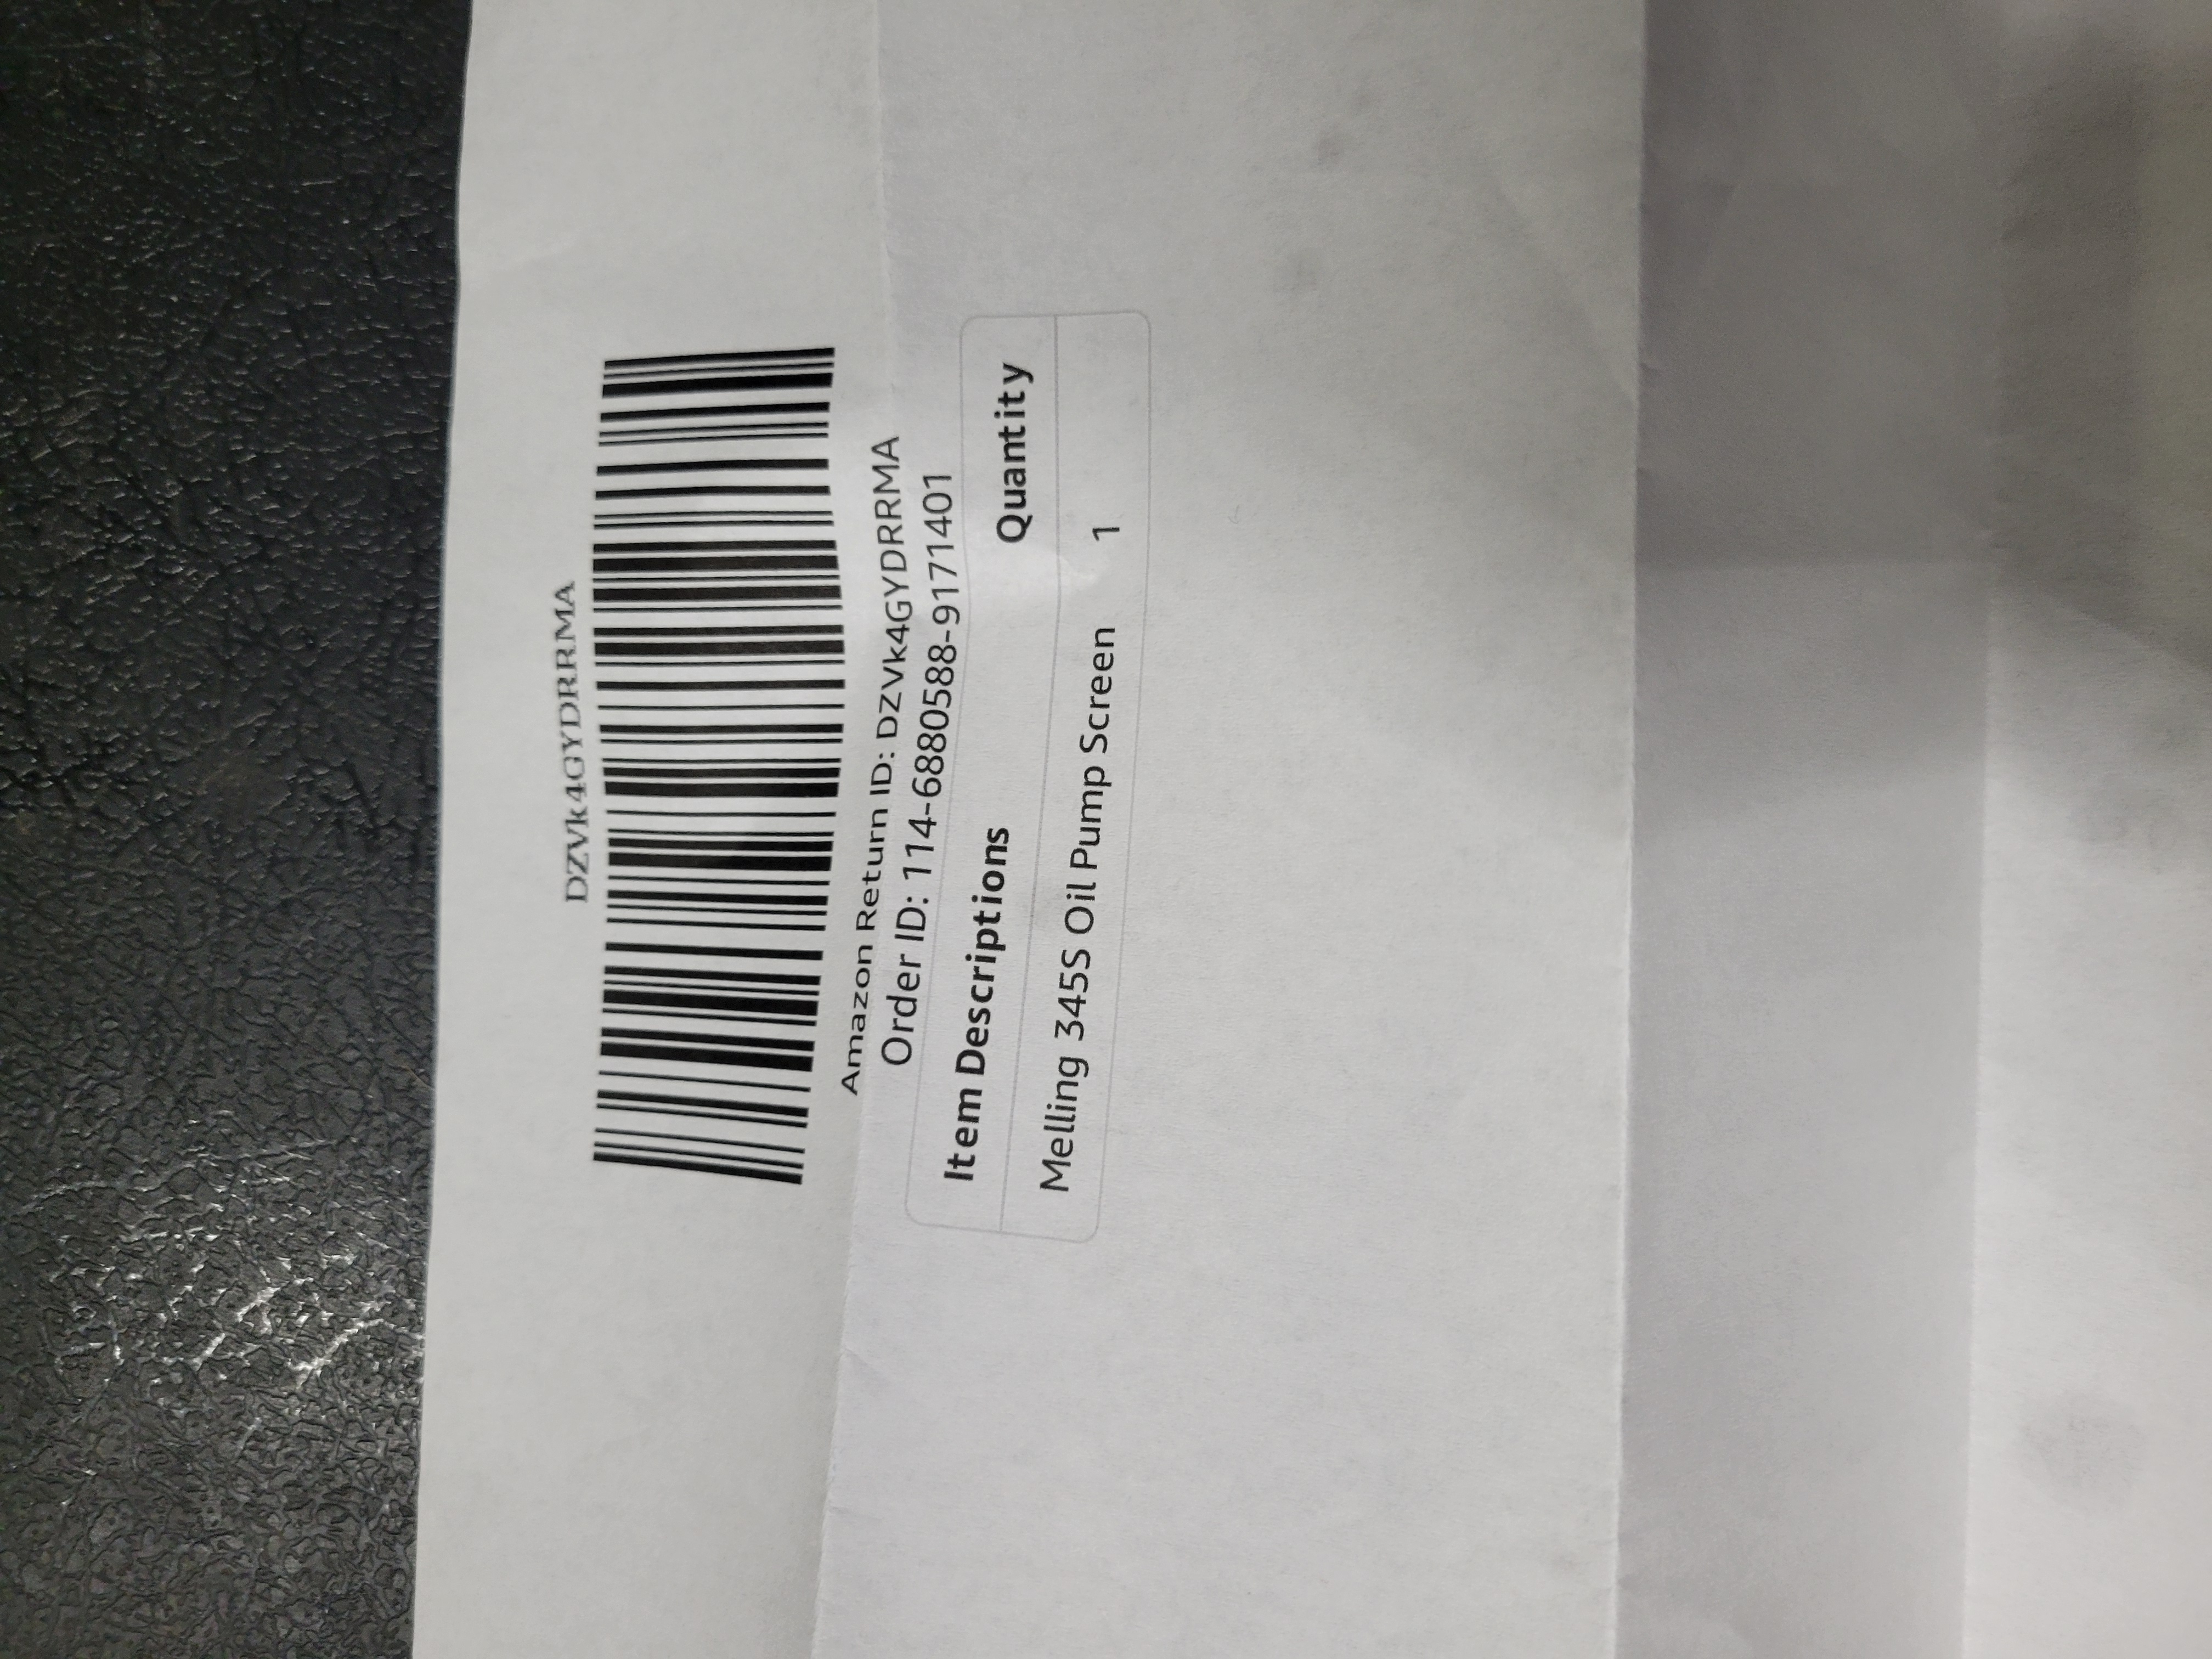 DZVk4GYDRRMA
Amazon Return ID: DZVk4GYDRRMA
Order ID: 114-6880588-9171401
Item Descriptions Quantity
Melling 345S Oil Pump Screen 1